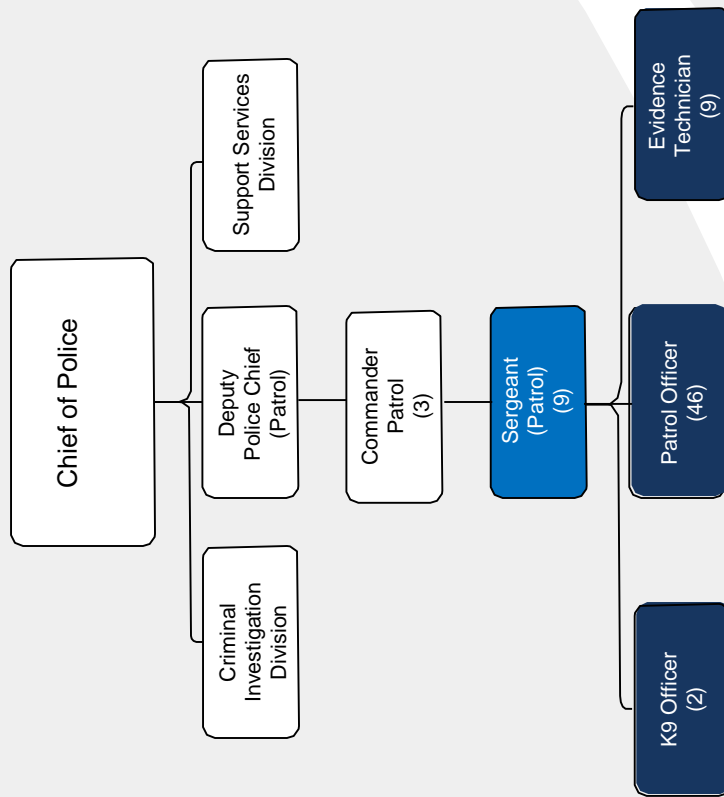 Chief of Police
Criminal
Investigation
Division
Deputy
Police Chief
(Patrol)
Support Services
Division
Commander
Patrol
(3)
Sergeant
(Patrol)
(9)
K9 Officer
(2)
Patrol Officer
(46)
Evidence
Technician
(9)